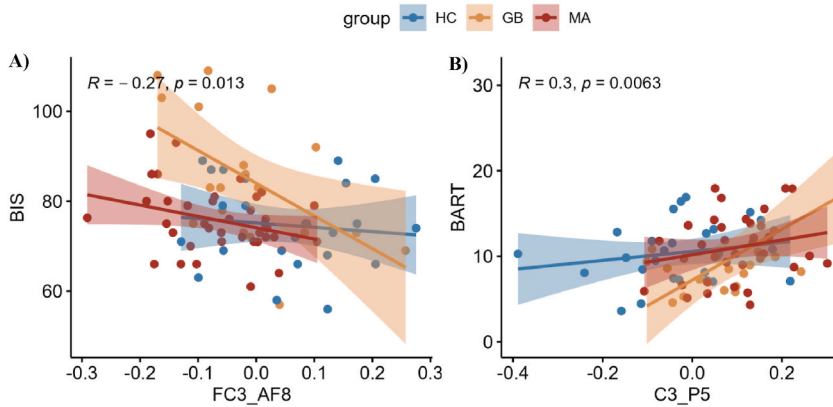 group HC GB MA
A)
R = − 0.27, p = 0.013
BIS
100
80
60
-0.3 -0.2 -0.1 0.0 0.1 0.2 0.3
FC3_AF8
B)
R = 0.3, p = 0.0063
BART
30
20
10
0
-0.4 -0.2 0.0 0.2
C3_P5